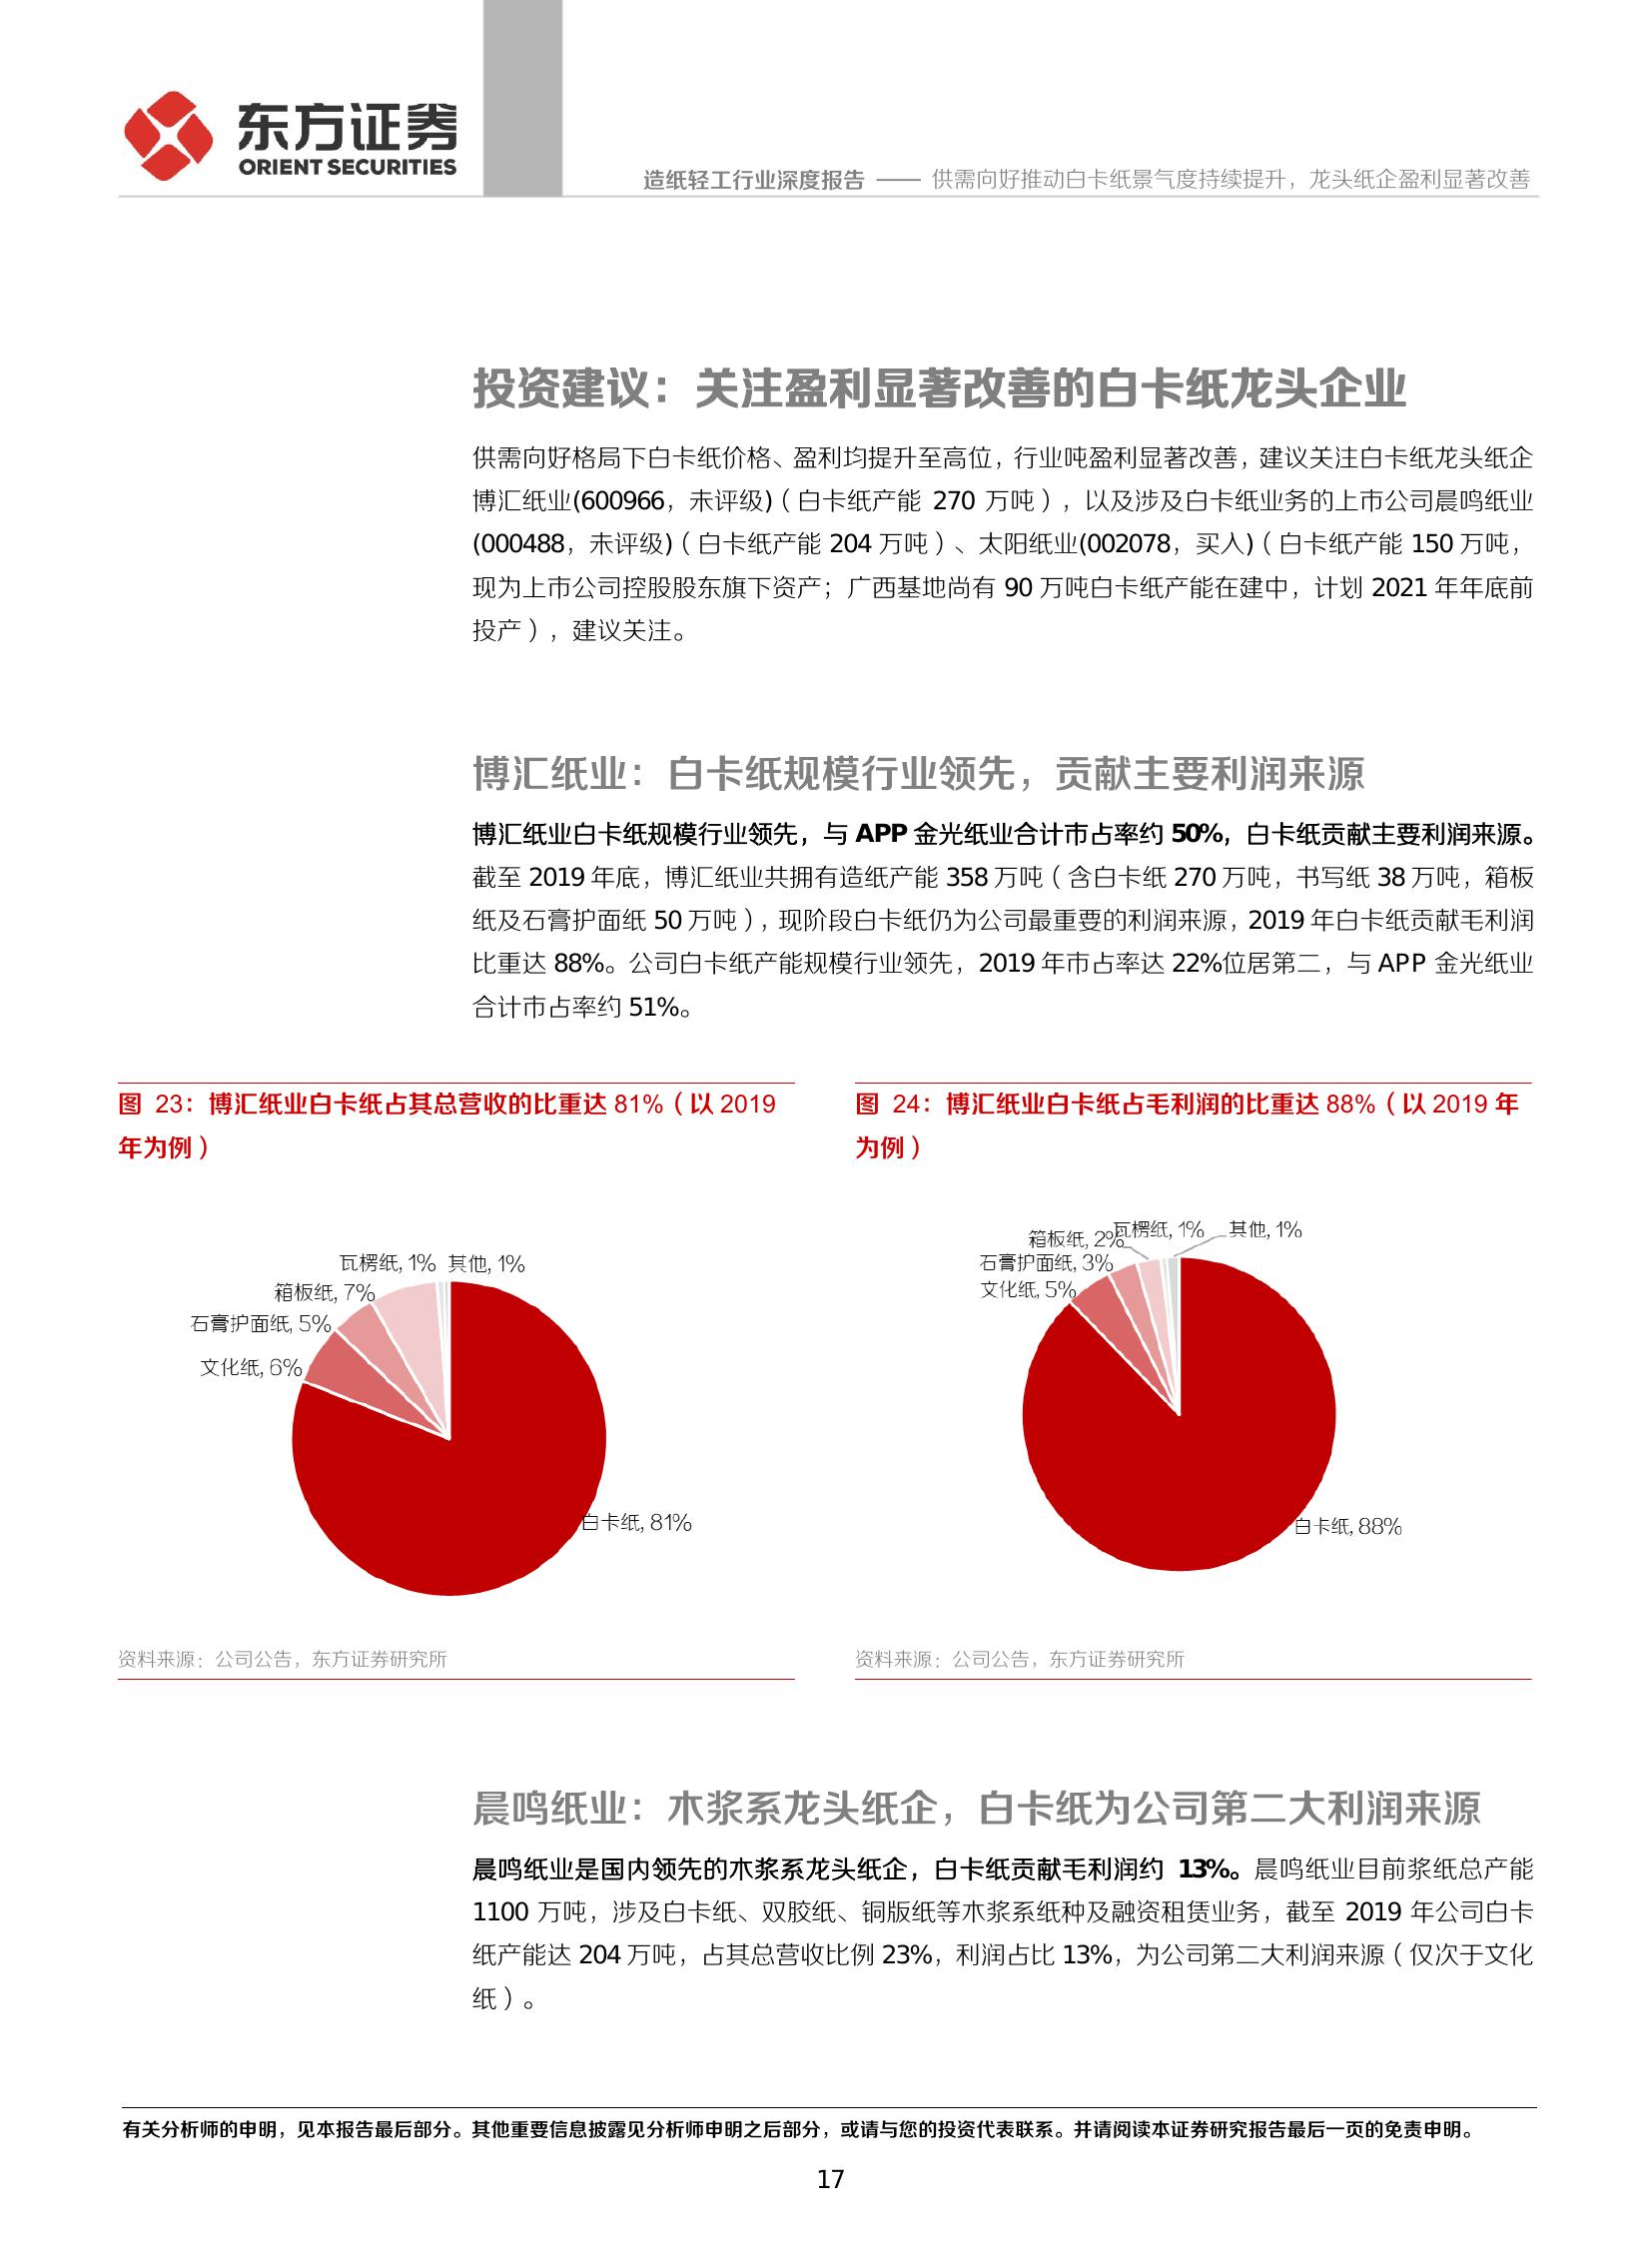 东方证券
ORIENT SECURITIES
造纸轻工行业深度报告 —— 供需向好推动白卡纸景气度持续提升，龙头纸企盈利显著改善
投资建议：关注盈利显著改善的白卡纸龙头企业
供需向好格局下白卡纸价格、盈利均提升至高位，行业吨盈利显著改善，建议关注白卡纸龙头纸企
博汇纸业(600966，未评级)（白卡纸产能 270 万吨），以及涉及白卡纸业务的上市公司晨鸣纸业
(000488，未评级)（白卡纸产能 204 万吨）、太阳纸业(002078，买入)（白卡纸产能 150 万吨，
现为上市公司控股股东旗下资产；广西基地尚有 90 万吨白卡纸产能在建中，计划 2021 年年底前
投产），建议关注。
博汇纸业：白卡纸规模行业领先，贡献主要利润来源
博汇纸业白卡纸规模行业领先，与 APP 金光纸业合计市占率约 50%，白卡纸贡献主要利润来源。
截至 2019 年底，博汇纸业共拥有造纸产能 358 万吨（含白卡纸 270 万吨，书写纸 38 万吨，箱板
纸及石膏护面纸 50 万吨），现阶段白卡纸仍为公司最重要的利润来源，2019 年白卡纸贡献毛利润
比重达 88%。公司白卡纸产能规模行业领先，2019 年市占率达 22%位居第二，与 APP 金光纸业
合计市占率约 51%。
图 23：博汇纸业白卡纸占其总营收的比重达 81%（以 2019
年为例）
瓦楞纸, 1%
其他, 1%
箱板纸, 7%
石膏护面纸, 5%
文化纸, 6%
白卡纸, 81%
资料来源：公司公告，东方证券研究所
图 24：博汇纸业白卡纸占毛利润的比重达 88%（以 2019 年
为例）
瓦楞纸, 1%
其他, 1%
箱板纸, 2%
石膏护面纸, 3%
文化纸, 5%
白卡纸, 88%
资料来源：公司公告，东方证券研究所
晨鸣纸业：木浆系龙头纸企，白卡纸为公司第二大利润来源
晨鸣纸业是国内领先的木浆系龙头纸企，白卡纸贡献毛利润约 13%。晨鸣纸业目前浆纸总产能
1100 万吨，涉及白卡纸、双胶纸、铜版纸等木浆系纸种及融资租赁业务，截至 2019 年公司白卡
纸产能达 204 万吨，占其总营收比例 23%，利润占比 13%，为公司第二大利润来源（仅次于文化
纸）。
有关分析师的申明，见本报告最后部分。其他重要信息披露见分析师申明之后部分，或请与您的投资代表联系。并请阅读本证券研究报告最后一页的免责申明。
17